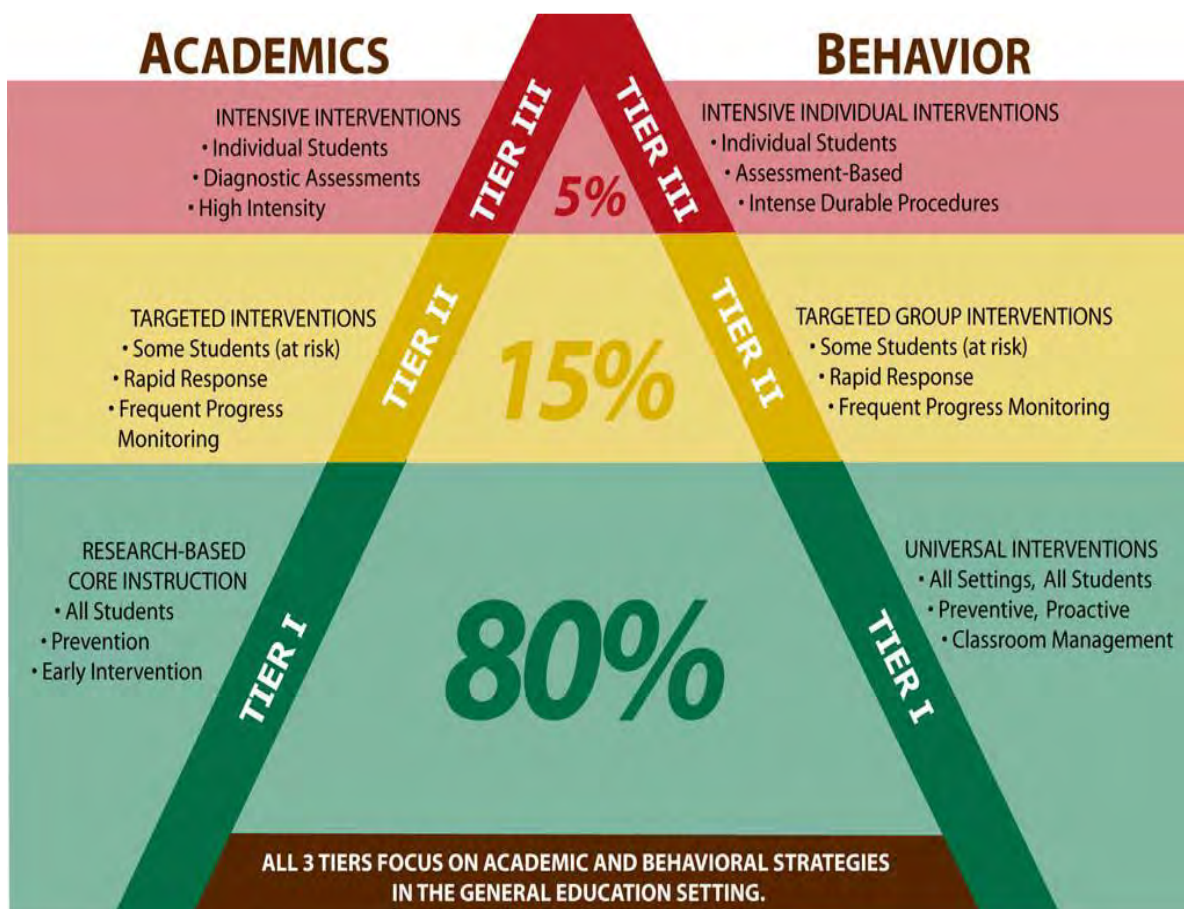 ACADEMICS
BEHAVIOR
INTENSIVE INTERVENTIONS
• Individual Students
• Diagnostic Assessments
• High Intensity
TIER III
5%
TIER III
INTENSIVE INDIVIDUAL INTERVENTIONS
• Individual Students
• Assessment-Based
• Intense Durable Procedures
TARGETED INTERVENTIONS
• Some Students (at risk)
• Rapid Response
• Frequent Progress
Monitoring
TIER II
15%
TIER II
TARGETED GROUP INTERVENTIONS
• Some Students (at risk)
• Rapid Response
• Frequent Progress Monitoring
RESEARCH-BASED
CORE INSTRUCTION
• All Students
• Prevention
• Early Intervention
TIER I
80%
TIER I
UNIVERSAL INTERVENTIONS
• All Settings, All Students
• Preventive, Proactive
• Classroom Management
ALL 3 TIERS FOCUS ON ACADEMIC AND BEHAVIORAL STRATEGIES
IN THE GENERAL EDUCATION SETTING.